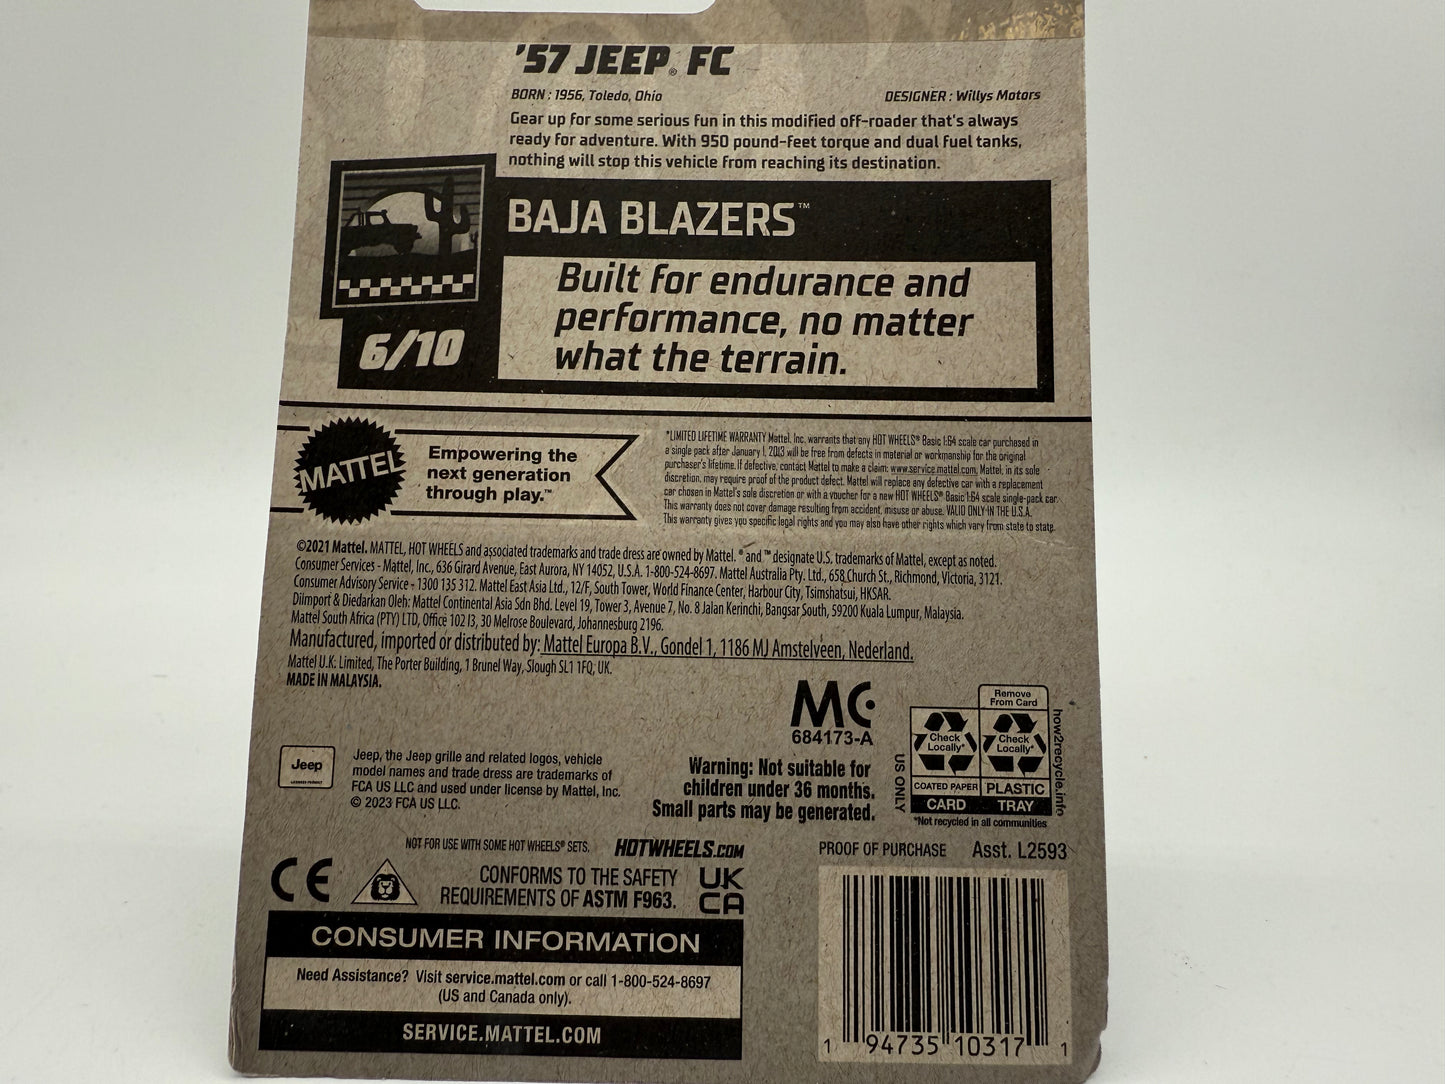 '57 JEEP® FC
BORN : 1956, Toledo, Ohio
DESIGNER : Willys Motors
Gear up for some serious fun in this modified off-roader that's always
ready for adventure. With 950 pound-feet torque and dual fuel tanks,
nothing will stop this vehicle from reaching its destination.
BAJA BLAZERS™
Built for endurance and
performance, no matter
what the terrain.
6/10
MATTEL
Empowering the
next generation
through play.™
*LIMITED LIFETIME WARRANTY Mattel, Inc. warrants that any HOT WHEELS® Basic 1:64 scale car purchased in
a single pack after January 1, 2013 will be free from defects in material or workmanship for the original
purchaser's lifetime. If defective, contact Mattel to make a claim: www.service.mattel.com. Mattel, in its sole
discretion, may require proof of the product defect. Mattel will replace any defective car with a replacement
car chosen in Mattel's sole discretion or with a voucher for a new HOT WHEELS® Basic 1:64 scale single-pack car.
This warranty does not cover damage resulting from accident, misuse or abuse. VALID ONLY IN THE U.S.A.
This warranty gives you specific legal rights and you may also have other rights which vary from state to state.
©2021 Mattel. MATTEL, HOT WHEELS and associated trademarks and trade dress are owned by Mattel. ® and ™ designate U.S. trademarks of Mattel, except as noted.
Consumer Services - Mattel, Inc., 636 Girard Avenue, East Aurora, NY 14052, U.S.A. 1-800-524-8697. Mattel Australia Pty. Ltd., 658 Church St., Richmond, Victoria, 3121.
Consumer Advisory Service - 1300 135 312. Mattel East Asia Ltd., 12/F, South Tower, World Finance Center, Harbour City, Tsimshatsui, HKSAR.
Diimport & Diedarkan Oleh: Mattel Continental Asia Sdn Bhd. Level 19, Tower 3, Avenue 7, No. 8 Jalan Kerinchi, Bangsar South, 59200 Kuala Lumpur, Malaysia.
Mattel South Africa (PTY) LTD, Office 102 I3, 30 Melrose Boulevard, Johannesburg 2196.
Manufactured, imported or distributed by: Mattel Europa B.V., Gondel 1, 1186 MJ Amstelveen, Nederland.
Mattel U.K. Limited, The Porter Building, 1 Brunel Way, Slough SL1 1FQ, UK.
MADE IN MALAYSIA.
MC
684173-A
Remove
From Card
Check
Locally*
Check
Locally*
COATED PAPER
PLASTIC
CARD
TRAY
US ONLY
how2recycle.info
*Not recycled in all communities
Jeep
LICENSED PRODUCT
Jeep, the Jeep grille and related logos, vehicle
model names and trade dress are trademarks of
FCA US LLC and used under license by Mattel, Inc.
© 2023 FCA US LLC.
Warning: Not suitable for
children under 36 months.
Small parts may be generated.
NOT FOR USE WITH SOME HOT WHEELS® SETS.
HOTWHEELS.COM
PROOF OF PURCHASE
Asst. L2593
CE
CONFORMS TO THE SAFETY
REQUIREMENTS OF ASTM F963.
UK
CA
CONSUMER INFORMATION
Need Assistance? Visit service.mattel.com or call 1-800-524-8697
(US and Canada only).
SERVICE.MATTEL.COM
1 94735 10317 1